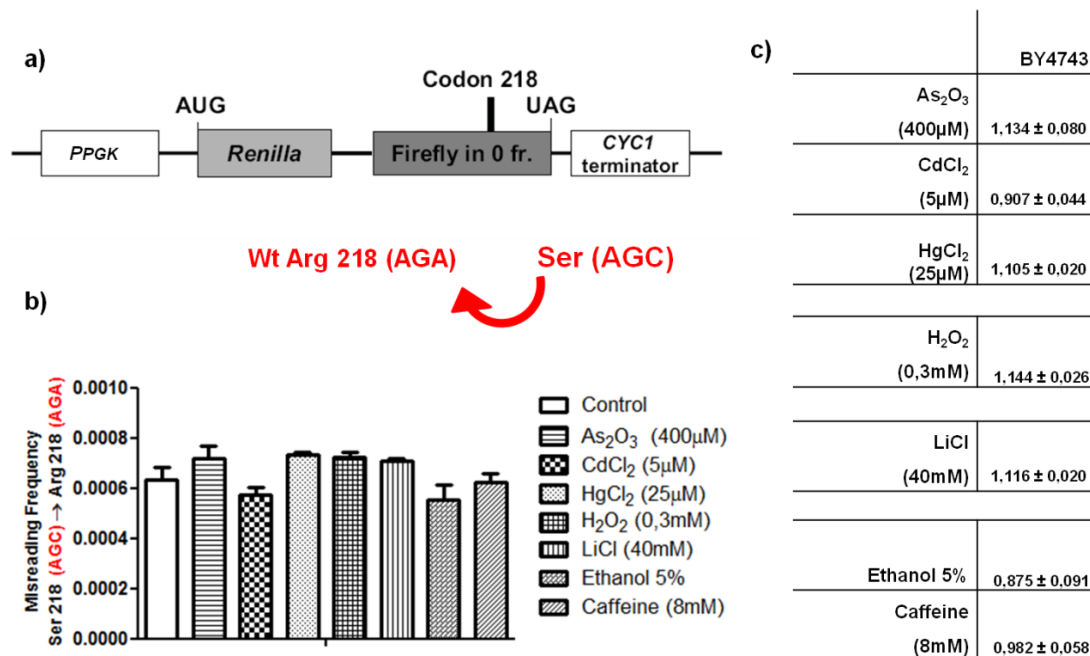 a)
Codon 218
AUG
UAG
PPGK
Renilla
Firefly in 0 fr.
CYC1
terminator
Wt Arg 218 (AGA)
Ser (AGC)
b)
Misreading Frequency
Ser 218 (AGC) → Arg 218 (AGA)
0.0010
0.0008
0.0006
0.0004
0.0002
0.0000
Control
As₂O₃ (400µM)
CdCl₂ (5µM)
HgCl₂ (25µM)
H₂O₂ (0,3mM)
LiCl (40mM)
Ethanol 5%
Caffeine (8mM)
c)
BY4743
As₂O₃
(400µM) 1,134 ± 0,080
CdCl₂
(5µM) 0,907 ± 0,044
HgCl₂
(25µM) 1,105 ± 0,020
H₂O₂
(0,3mM) 1,144 ± 0,026
LiCl
(40mM) 1,116 ± 0,020
Ethanol 5% 0,875 ± 0,091
Caffeine
(8mM) 0,982 ± 0,058